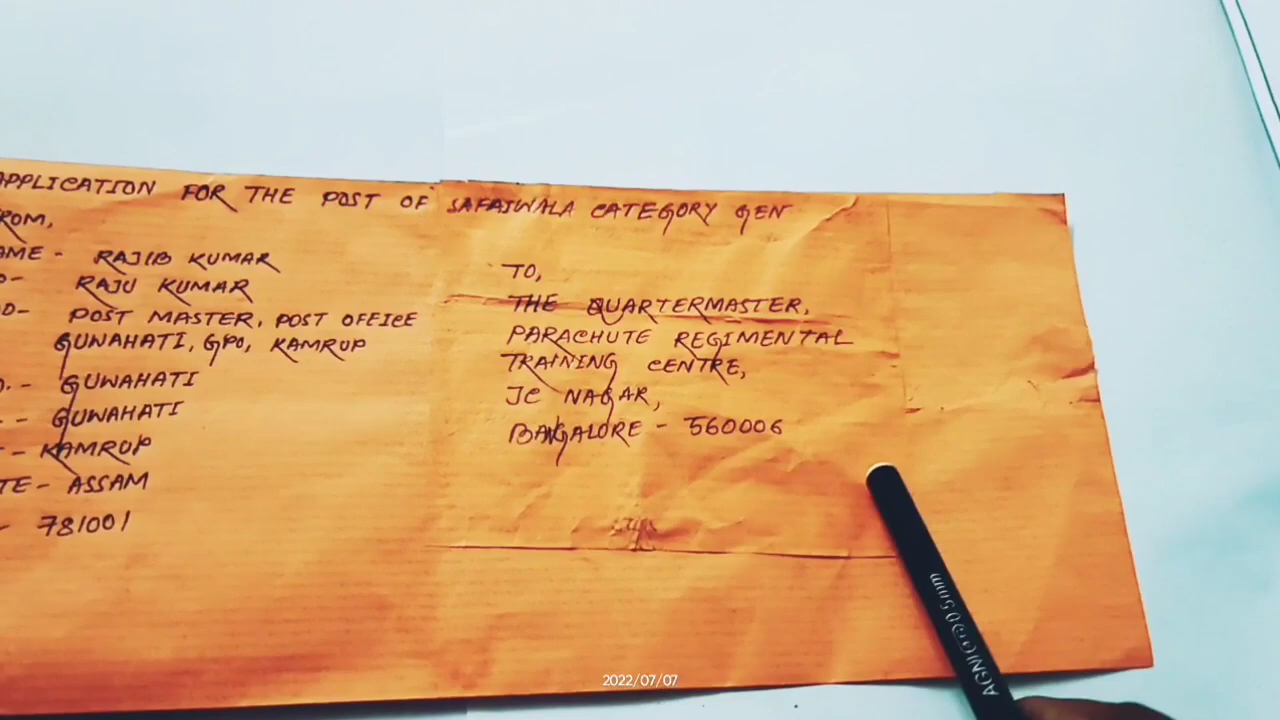 APPLICATION FOR THE POST OF SAFAIWALA CATEGORY GEN
ROM,
AME - RAJIB KUMAR
O- RAJU KUMAR
DD- POST MASTER, POST OFFICE
GUWAHATI, GPO, KAMRUP
O. - GUWAHATI
- GUWAHATI
T - KAMRUP
TE - ASSAM
- 781001
TO,
THE QUARTERMASTER,
PARACHUTE REGIMENTAL
TRAINING CENTRE,
JC NAGAR,
BANGALORE - 560006
AGNI@0.5mm
2022/07/07